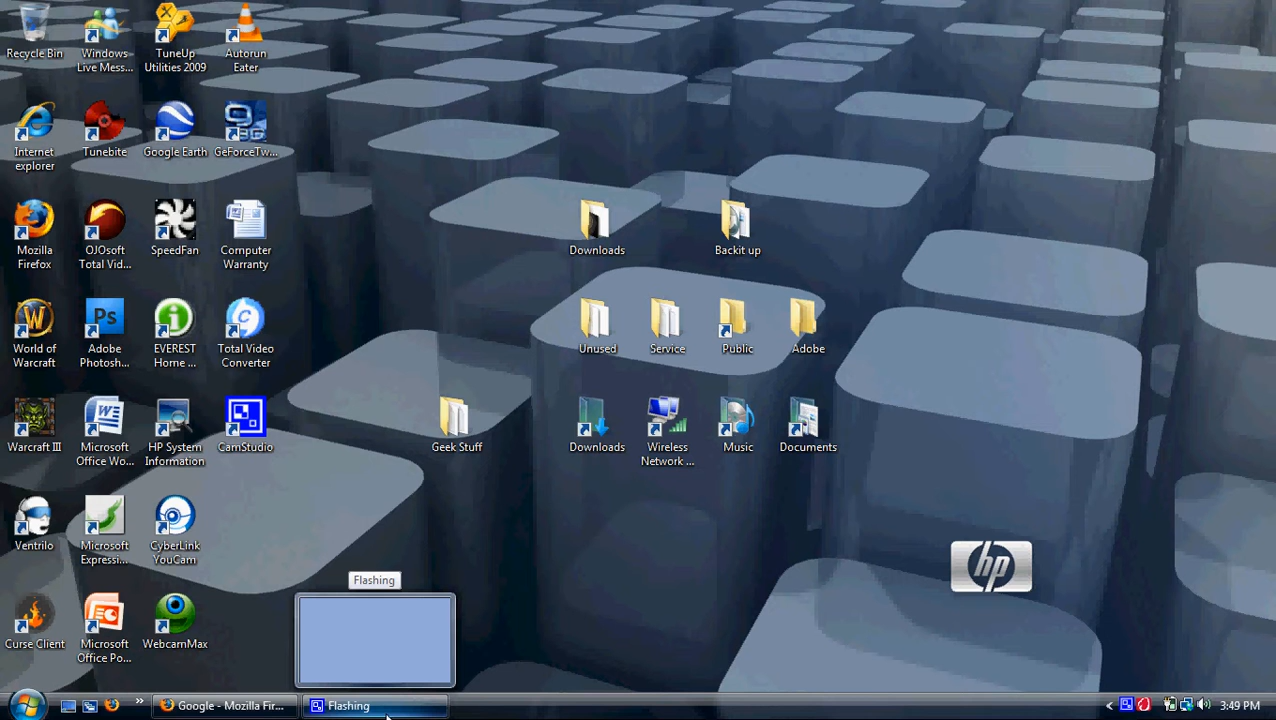 Recycle Bin
Windows
Live Mess...
TuneUp
Utilities 2009
Autorun
Eater
Internet
explorer
Tunebite
Google Earth
GeForceTw...
Mozilla
Firefox
OJOsoft
Total Vid...
SpeedFan
Computer
Warranty
Downloads
Backit up
World of
Warcraft
Adobe
Photosh...
EVEREST
Home ...
Total Video
Converter
Unused
Service
Public
Adobe
Warcraft III
Microsoft
Office Wo...
HP System
Information
CamStudio
Geek Stuff
Downloads
Wireless
Network ...
Music
Documents
Ventrilo
Microsoft
Expressi...
CyberLink
YouCam
hp
Flashing
Curse Client
Microsoft
Office Po...
WebcamMax
Google - Mozilla Fir...
Flashing
3:49 PM